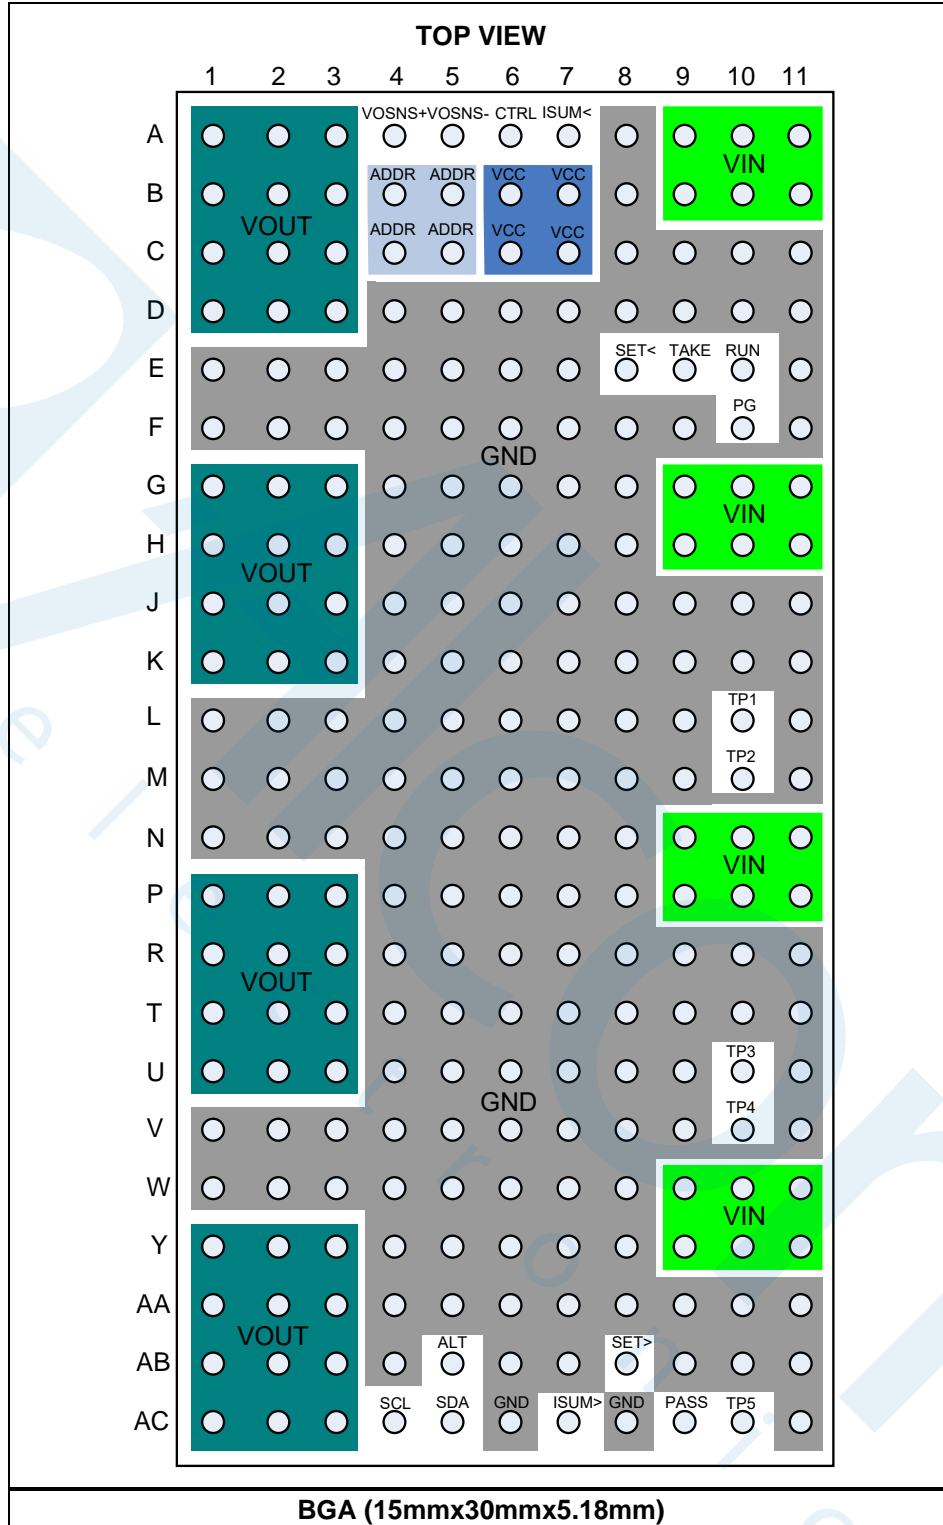 TOP VIEW
1 2 3 4 5 6 7 8 9 10 11
VOSNS+ VOSNS- CTRL ISUM<
A
VIN
ADDR ADDR VCC VCC
B
VOUT
ADDR ADDR VCC VCC
C
D
SET< TAKE RUN
E
PG
F
GND
G
VIN
H
VOUT
J
K
TP1
L
TP2
M
N
VIN
P
R
VOUT
T
TP3
U
GND
TP4
V
W
VIN
Y
AA
VOUT
ALT SET>
AB
SCL SDA GND ISUM> GND PASS TP5
AC
BGA (15mmx30mmx5.18mm)